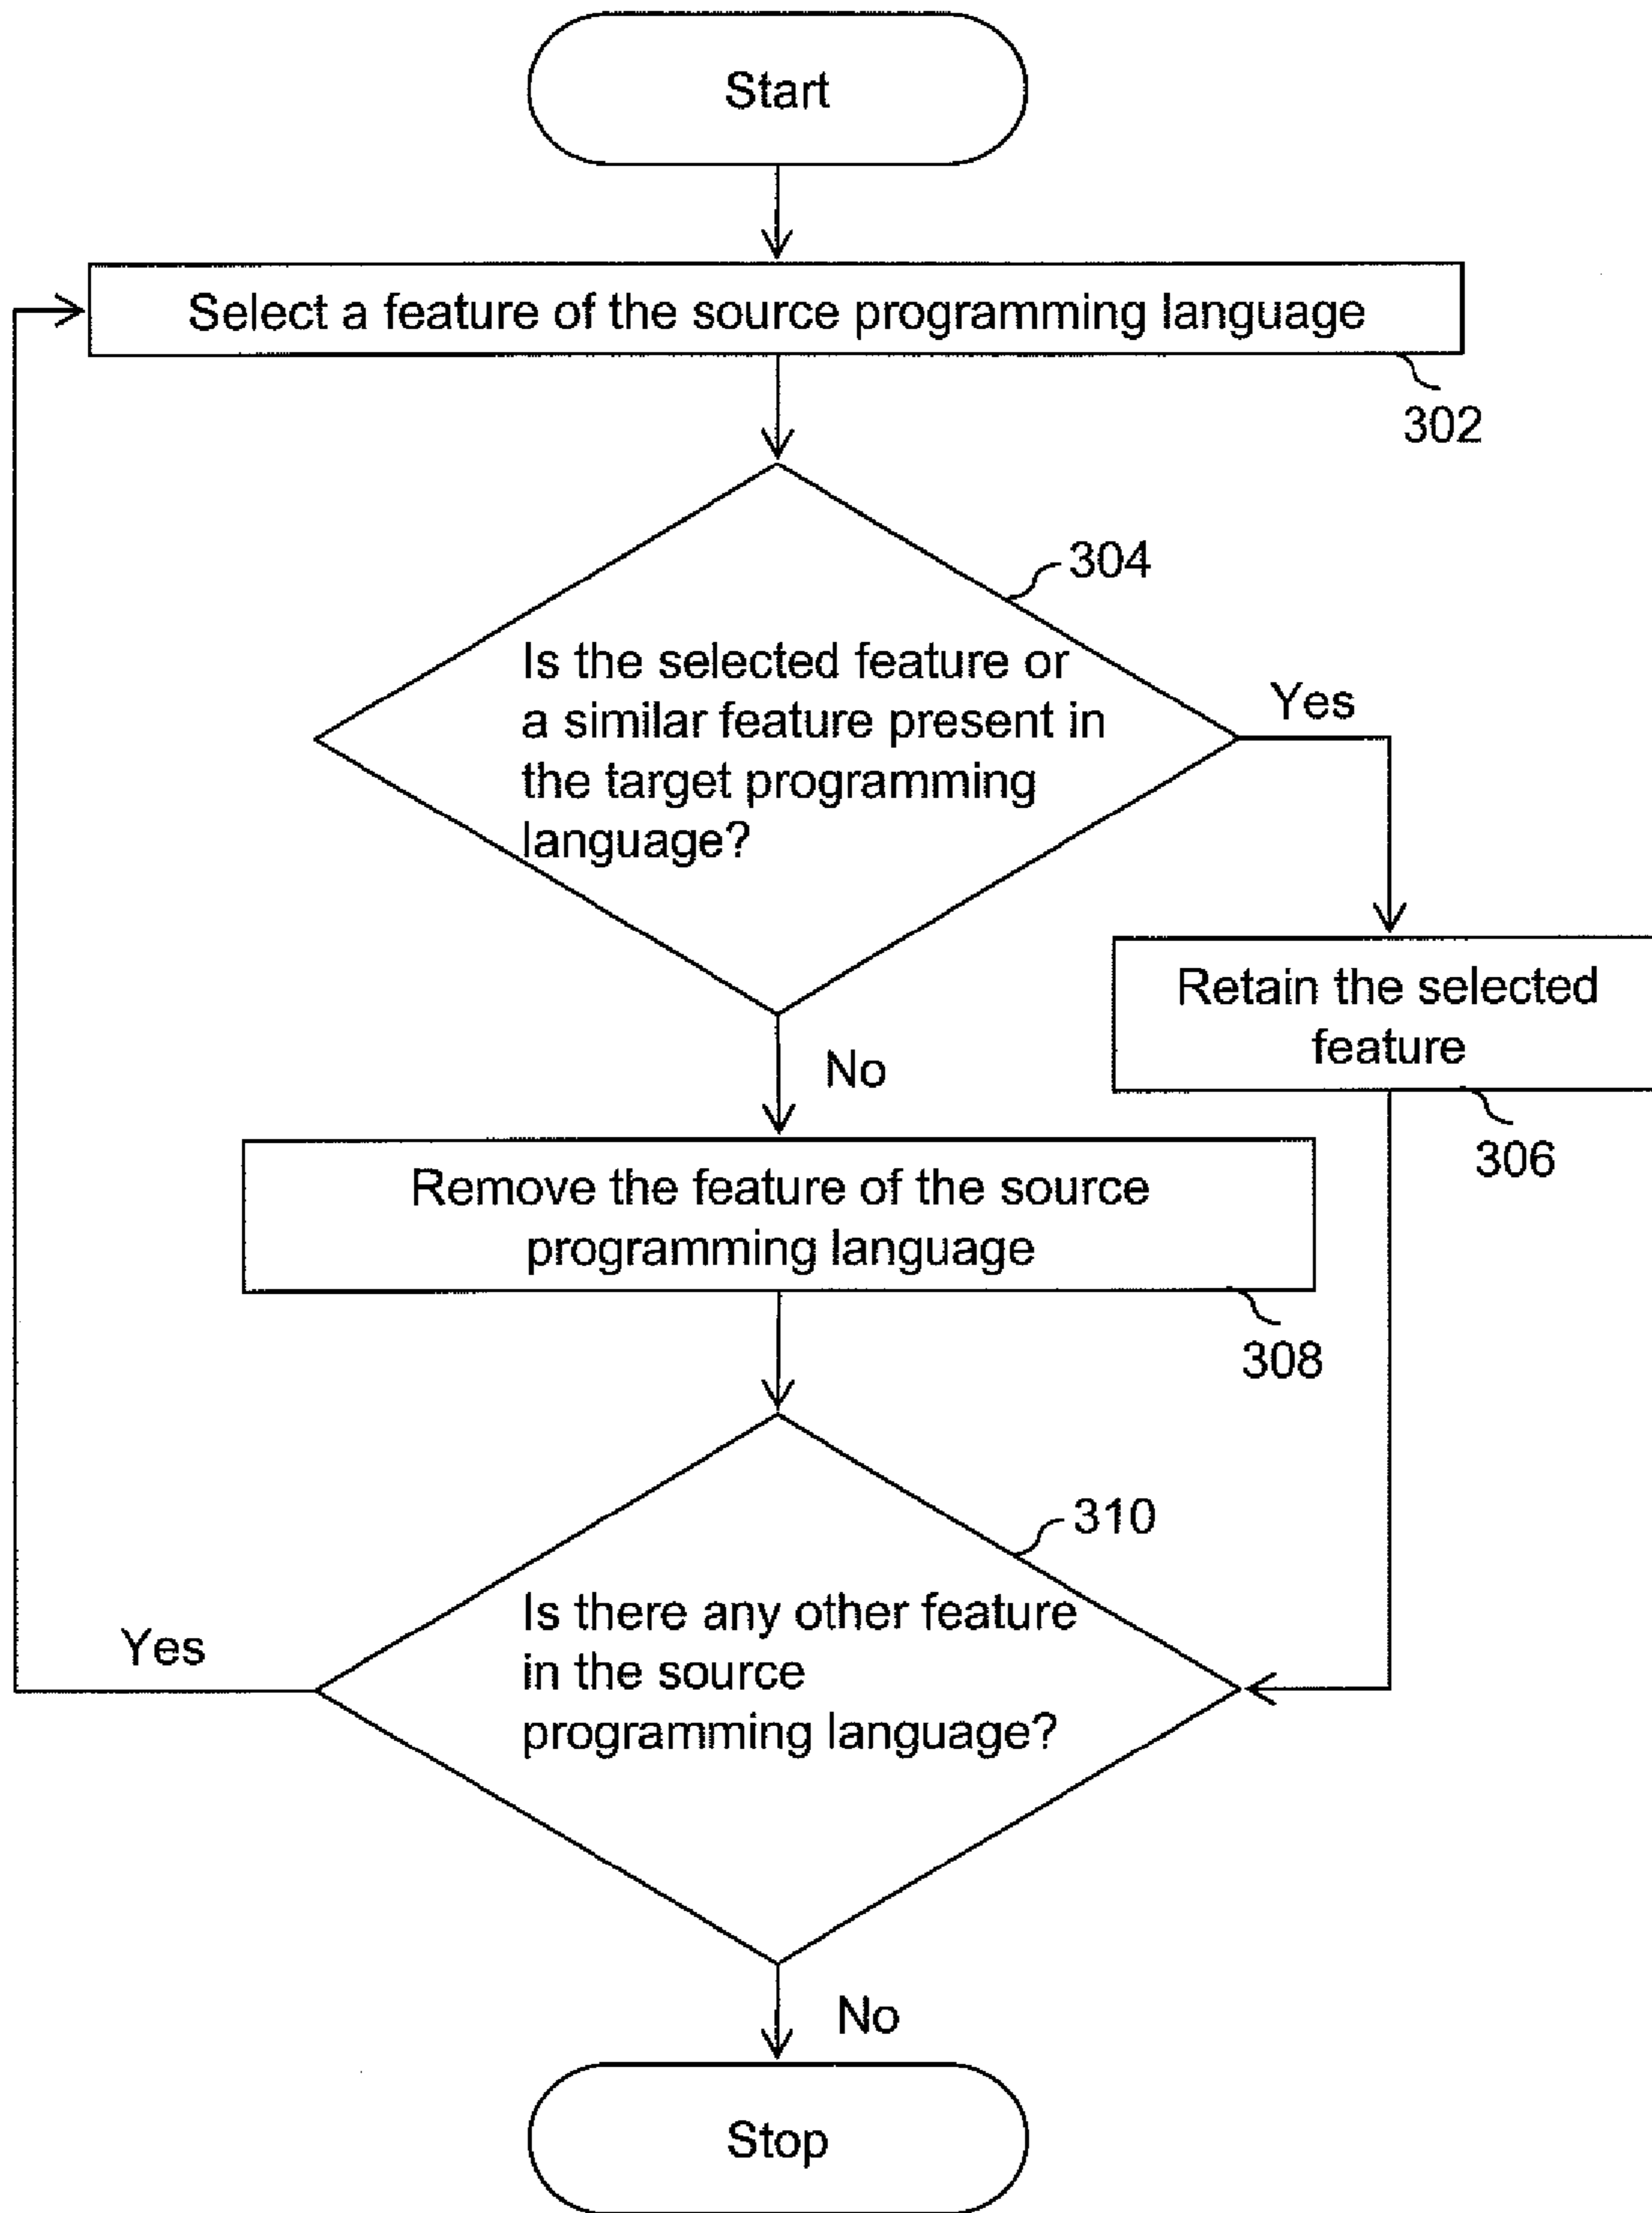 Start
Select a feature of the source programming language
302
304
Is the selected feature or
a similar feature present in
the target programming
language?
Yes
Retain the selected
feature
306
No
Remove the feature of the source
programming language
308
310
Is there any other feature
in the source
programming language?
Yes
No
Stop